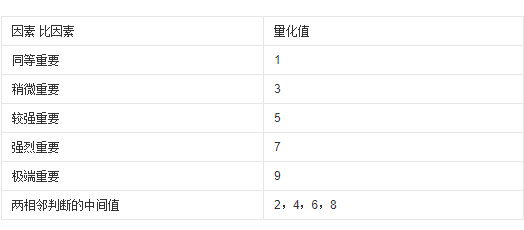 因素 比因素 量化值
同等重要 1
稍微重要 3
较强重要 5
强烈重要 7
极端重要 9
两相邻判断的中间值 2，4，6，8